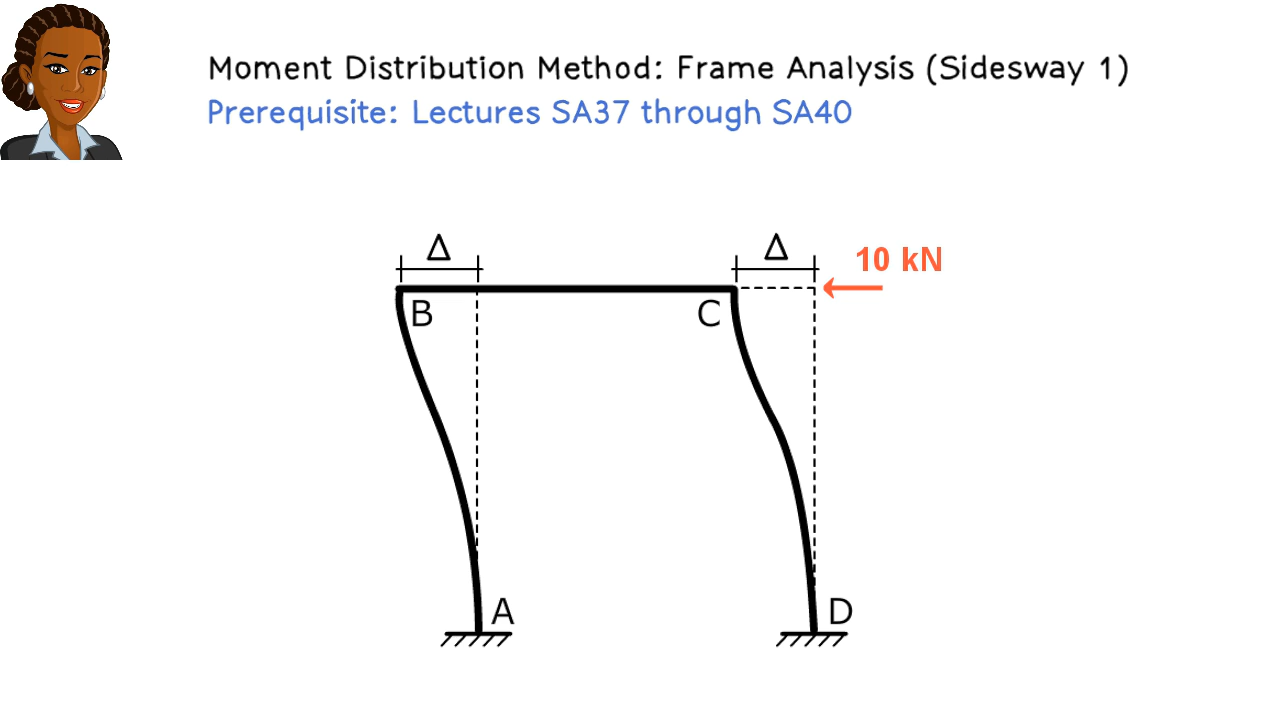 Moment Distribution Method: Frame Analysis (Sidesway 1)
Prerequisite: Lectures SA37 through SA40
Δ Δ 10 kN
B C
A D